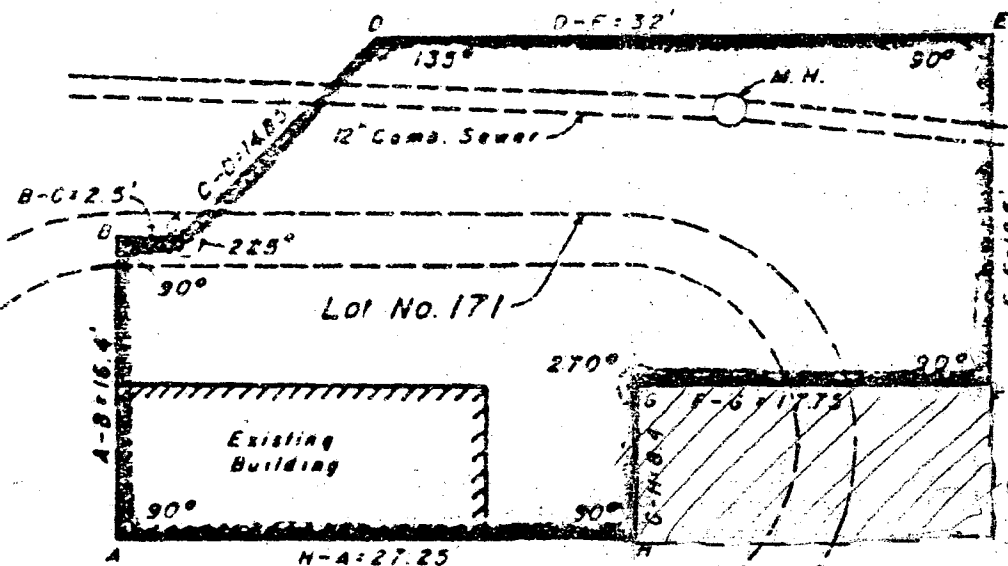 D
D-E=32'
E
135°
90°
M.H.
12" Comb. Sewer
C-D=14.85'
B-C=2.5'
B
225°
90°
Lot No. 171
A-B=16.4'
270°
90°
G
F-G=17.75
Existing
Building
G-H=8.4
90°
90°
A
H-A=27.25
H